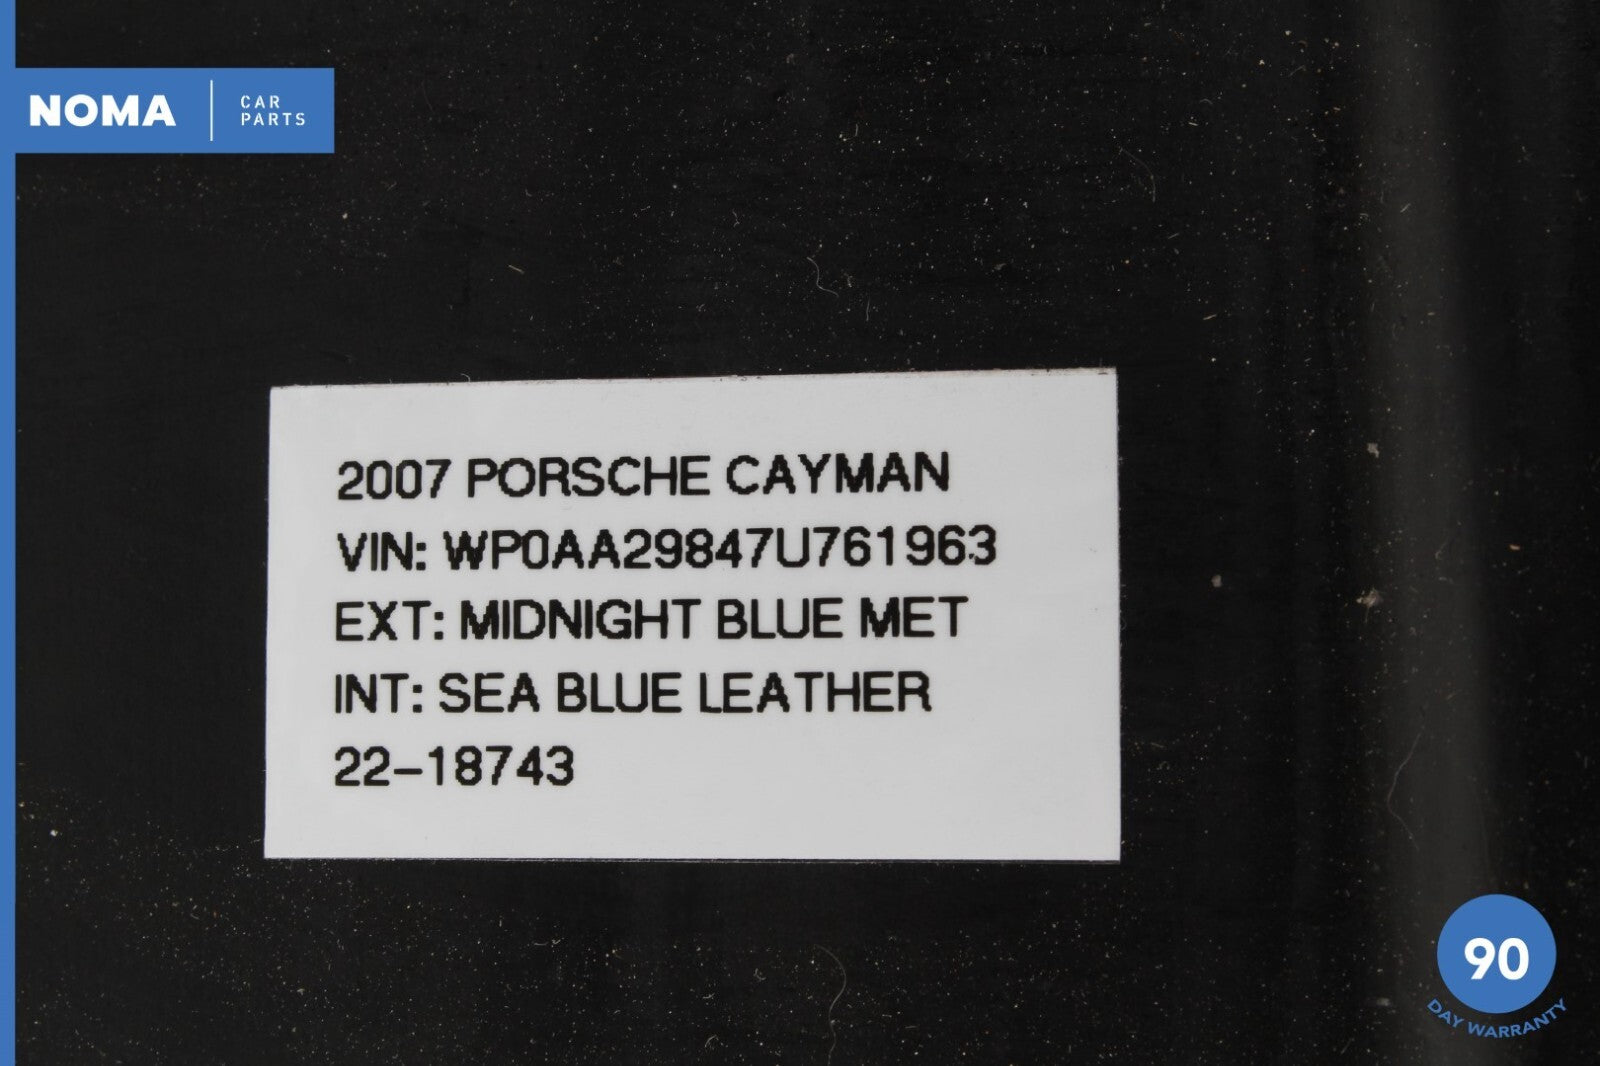 NOMA
CAR
PARTS
2007 PORSCHE CAYMAN
VIN: WP0AA29847U761963
EXT: MIDNIGHT BLUE MET
INT: SEA BLUE LEATHER
22-18743
90
DAY WARRANTY